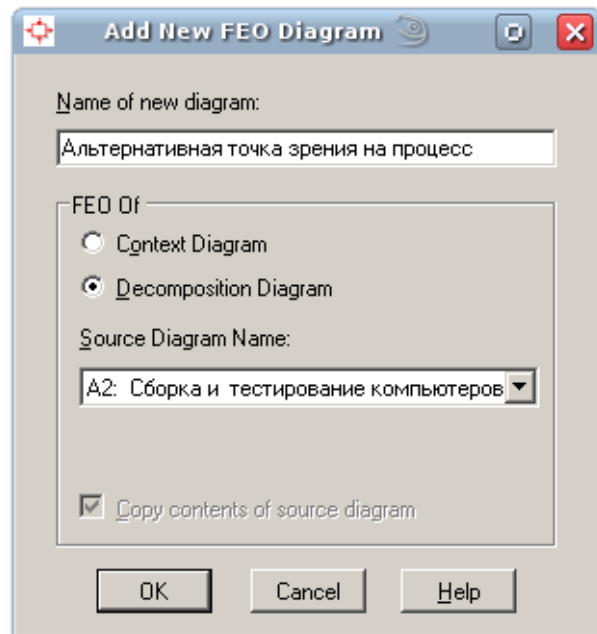 Add New FEO Diagram
Name of new diagram:
Альтернативная точка зрения на процесс
FEO Of
Context Diagram
Decomposition Diagram
Source Diagram Name:
A2: Сборка и тестирование компьютеров
Copy contents of source diagram
OK Cancel Help